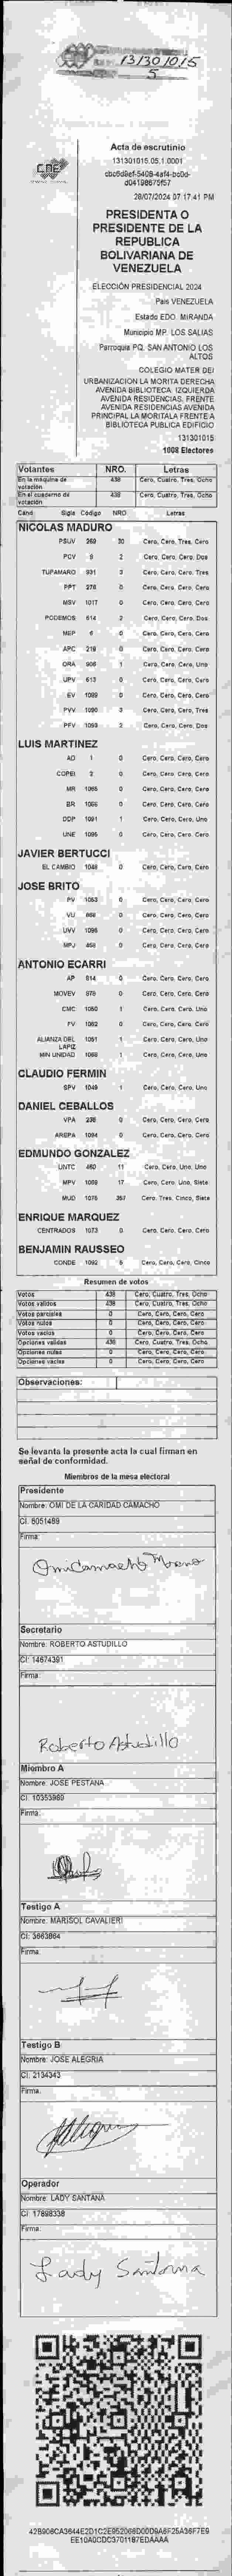 13130 1015
5
Acta de escrutinio
131301015.05.1.0001
28/07/2024 07:17:41 PM
CNE
PRESIDENTA O
PRESIDENTE DE LA
REPUBLICA
BOLIVARIANA DE
VENEZUELA
ELECCIÓN PRESIDENCIAL 2024
Pais VENEZUELA
Estado EDO. MIRANDA
Municipio MP. LOS SALIAS
Parroquia PQ. SAN ANTONIO LOS
ALTOS
COLEGIO MATER DEI
URBANIZACION LA MORITA DERECHA
AVENIDA BIBLIOTECA. IZQUIERDA
AVENIDA RESIDENCIAS. FRENTE
AVENIDA RESIDENCIAS AVENIDA
PRINCIPAL LA MORITALA FRENTE A
BIBLIOTECA PUBLICA EDIFICIO
131301015
1008 Electores
Votantes NRO. Letras
En la máquina de votación 438 Cero, Cuatro, Tres, Ocho
En el cuaderno de votación 438 Cero, Cuatro, Tres, Ocho
Cand Sigla Código NRO Letras
NICOLAS MADURO
PSUV 269 30 Cero, Cero, Tres, Cero
PCV 9 2 Cero, Cero, Cero, Dos
TUPAMARO 931 3 Cero, Cero, Cero, Tres
PPT 276 0 Cero, Cero, Cero, Cero
MSV 1017 0 Cero, Cero, Cero, Cero
PODEMOS 514 2 Cero, Cero, Cero, Dos
MEP 6 0 Cero, Cero, Cero, Cero
APC 219 0 Cero, Cero, Cero, Cero
ORA 906 1 Cero, Cero, Cero, Uno
UPV 613 0 Cero, Cero, Cero, Cero
EV 1089 0 Cero, Cero, Cero, Cero
PVV 1090 3 Cero, Cero, Cero, Tres
PFV 1093 2 Cero, Cero, Cero, Dos
LUIS MARTINEZ
AD 1 0 Cero, Cero, Cero, Cero
COPEI 2 0 Cero, Cero, Cero, Cero
MR 1065 0 Cero, Cero, Cero, Cero
BR 1066 0 Cero, Cero, Cero, Cero
DDP 1091 1 Cero, Cero, Cero, Uno
UNE 1095 0 Cero, Cero, Cero, Cero
JAVIER BERTUCCI
EL CAMBIO 1048 0 Cero, Cero, Cero, Cero
JOSE BRITO
PV 1053 0 Cero, Cero, Cero, Cero
VU 868 0 Cero, Cero, Cero, Cero
UVV 1096 0 Cero, Cero, Cero, Cero
MPJ 858 0 Cero, Cero, Cero, Cero
ANTONIO ECARRI
AP 814 0 Cero, Cero, Cero, Cero
MOVEV 979 0 Cero, Cero, Cero, Cero
CMC 1050 1 Cero, Cero, Cero, Uno
FV 1062 0 Cero, Cero, Cero, Cero
ALIANZA DEL LAPIZ 1051 1 Cero, Cero, Cero, Uno
MIN UNIDAD 1068 1 Cero, Cero, Cero, Uno
CLAUDIO FERMIN
SPV 1049 1 Cero, Cero, Cero, Uno
DANIEL CEBALLOS
VPA 236 0 Cero, Cero, Cero, Cero
AREPA 1094 0 Cero, Cero, Cero, Cero
EDMUNDO GONZALEZ
UNTC 460 11 Cero, Cero, Uno, Uno
MPV 1069 17 Cero, Cero, Uno, Siete
MUD 1076 357 Cero, Tres, Cinco, Siete
ENRIQUE MARQUEZ
CENTRADOS 1073 0 Cero, Cero, Cero, Cero
BENJAMIN RAUSSEO
CONDE 1092 5 Cero, Cero, Cero, Cinco
Resumen de votos
Votos 438 Cero, Cuatro, Tres, Ocho
Votos validos 438 Cero, Cuatro, Tres, Ocho
Votos parciales 0 Cero, Cero, Cero, Cero
Votos nulos 0 Cero, Cero, Cero, Cero
Votos vacios 0 Cero, Cero, Cero, Cero
Opciones validas 438 Cero, Cuatro, Tres, Ocho
Opciones nulas 0 Cero, Cero, Cero, Cero
Opciones vacias 0 Cero, Cero, Cero, Cero
Observaciones:
Se levanta la presente acta la cual firman en
señal de conformidad.
Miembros de la mesa electoral
Presidente
Nombre: OMI DE LA CARIDAD CAMACHO
CI: 6051489
Firma:
Omi Camacho Moreno
Secretario
Nombre: ROBERTO ASTUDILLO
CI: 14674391
Firma:
Roberto Astudillo
Miembro A
Nombre: JOSE PESTANA
CI: 10353989
Firma:
Testigo A
Nombre: MARISOL CAVALIERI
CI: 3663864
Firma:
Testigo B
Nombre: JOSE ALEGRIA
CI: 2134343
Firma:
Operador
Nombre: LADY SANTANA
CI: 17898338
Firma:
Lady Santana